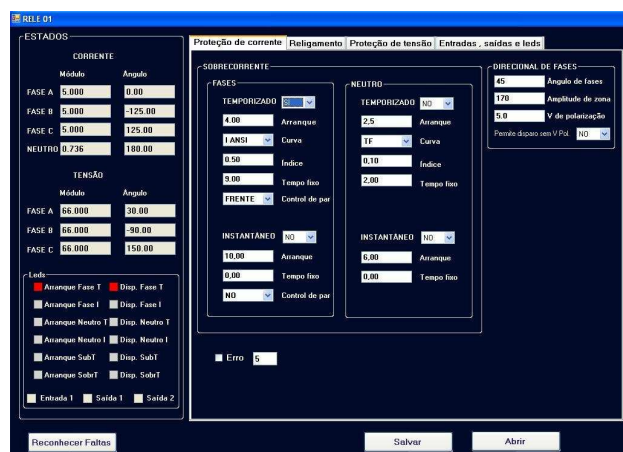 RELE 01
ESTADOS
CORRENTE
Módulo Ângulo
FASE A 5.000 0.00
FASE B 5.000 -125.00
FASE C 5.000 125.00
NEUTRO 0.736 180.00
TENSÃO
Módulo Ângulo
FASE A 66.000 30.00
FASE B 66.000 -90.00
FASE C 66.000 150.00
Leds
Arranque Fase T Disp. Fase T
Arranque Fase I Disp. Fase I
Arranque Neutro T Disp. Neutro T
Arranque Neutro I Disp. Neutro I
Arranque SubT Disp. SubT
Arranque SobrT Disp. SobrT
Entrada 1 Saída 1 Saída 2
Reconhecer Faltas
Proteção de corrente Religamento Proteção de tensão Entradas , saídas e leds
SOBRECORRENTE
FASES
TEMPORIZADO SI
4.00 Arranque
I ANSI Curva
0.50 Índice
9.00 Tempo fixo
FRENTE Control de par
INSTANTÂNEO NO
10,00 Arranque
0,00 Tempo fixo
NO Control de par
NEUTRO
TEMPORIZADO NO
2,5 Arranque
TF Curva
0,10 Índice
2,00 Tempo fixo
INSTANTÂNEO NO
6,00 Arranque
0,00 Tempo fixo
DIRECIONAL DE FASES
45 Ângulo de fases
170 Amplitude de zona
5.0 V de polarização
Permite disparo sem V Pol. NO
Erro 5
Salvar Abrir